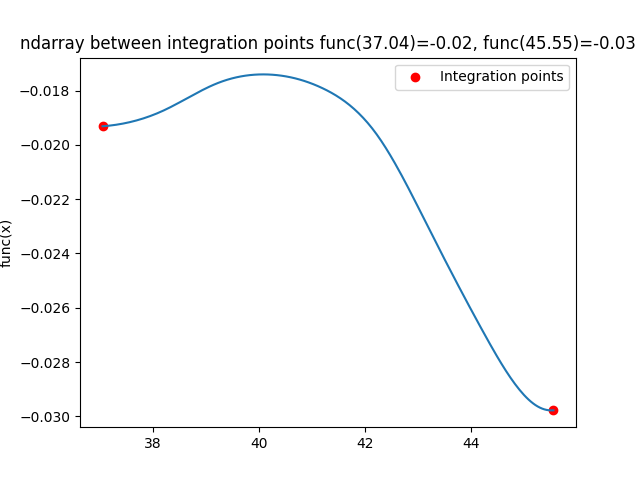 ndarray between integration points func(37.04)=-0.02, func(45.55)=-0.03
Integration points
func(x)
−0.018
−0.020
−0.022
−0.024
−0.026
−0.028
−0.030
38 40 42 44